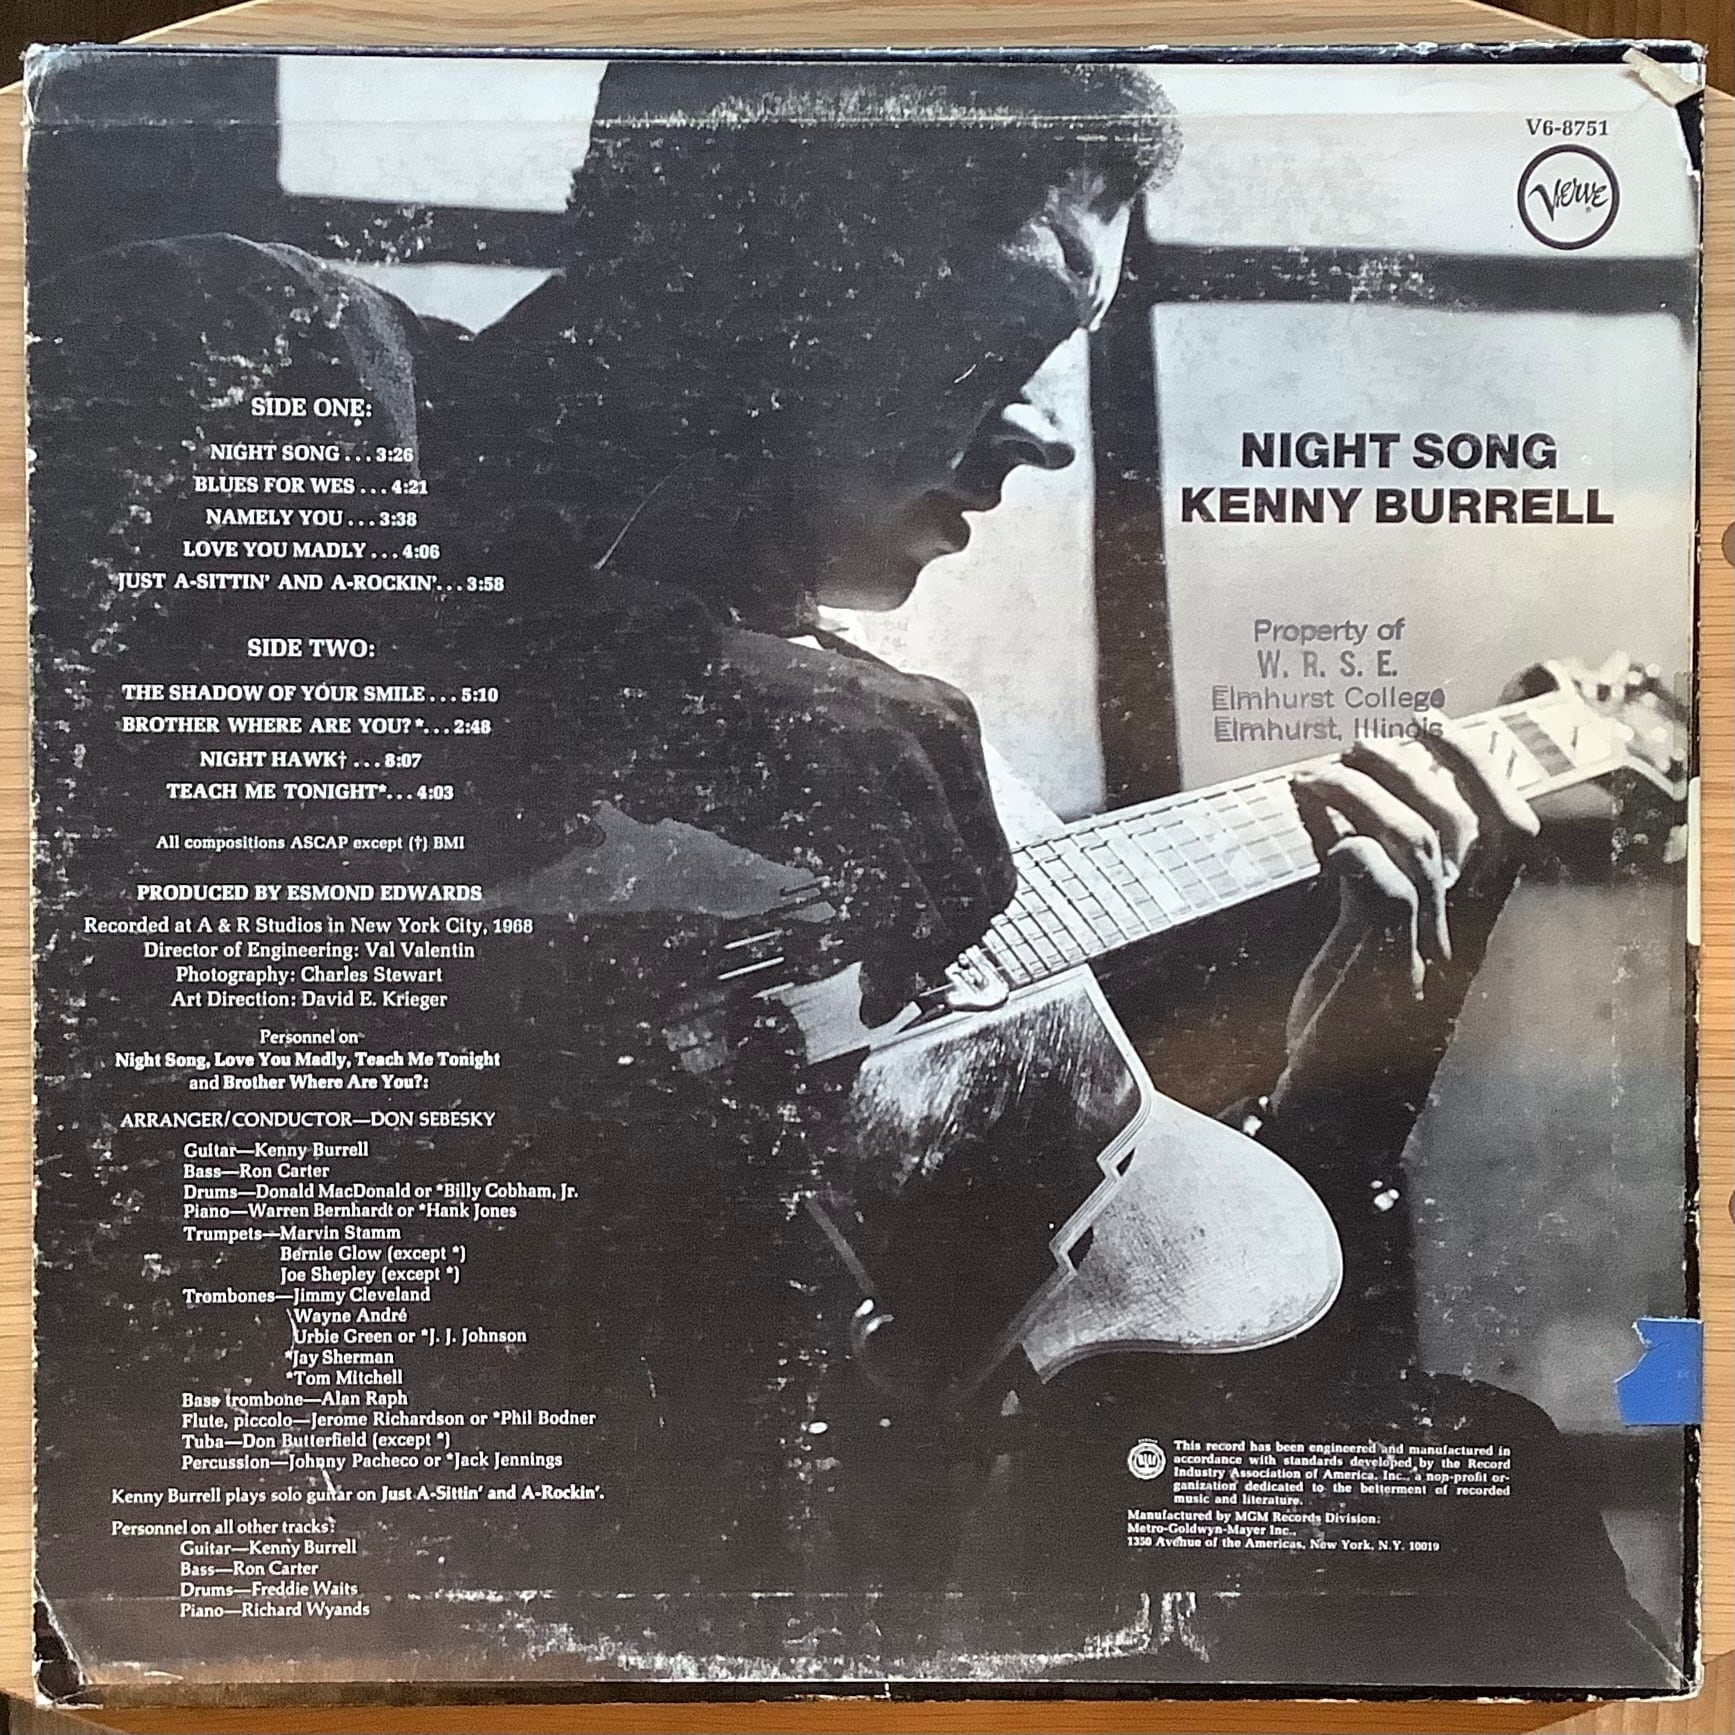 V6-8751
Verve
NIGHT SONG
KENNY BURRELL
Property of
W. R. S. E.
Elmhurst College
Elmhurst, Illinois
SIDE ONE:
NIGHT SONG . . . 3:26
BLUES FOR WES . . . 4:21
NAMELY YOU . . . 3:38
LOVE YOU MADLY . . . 4:06
JUST A-SITTIN' AND A-ROCKIN'. . . 3:58
SIDE TWO:
THE SHADOW OF YOUR SMILE . . . 5:10
BROTHER WHERE ARE YOU?*. . . 2:48
NIGHT HAWK† . . . 8:07
TEACH ME TONIGHT*. . . 4:03
All compositions ASCAP except (†) BMI
PRODUCED BY ESMOND EDWARDS
Recorded at A & R Studios in New York City, 1968
Director of Engineering: Val Valentin
Photography: Charles Stewart
Art Direction: David E. Krieger
Personnel on
Night Song, Love You Madly, Teach Me Tonight
and Brother Where Are You?:
ARRANGER/CONDUCTOR—DON SEBESKY
Guitar—Kenny Burrell
Bass—Ron Carter
Drums—Donald MacDonald or *Billy Cobham, Jr.
Piano—Warren Bernhardt or *Hank Jones
Trumpets—Marvin Stamm
Bernie Glow (except *)
Joe Shepley (except *)
Trombones—Jimmy Cleveland
Wayne André
Urbie Green or *J. J. Johnson
*Jay Sherman
*Tom Mitchell
Bass trombone—Alan Raph
Flute, piccolo—Jerome Richardson or *Phil Bodner
Tuba—Don Butterfield (except *)
Percussion—Johnny Pacheco or *Jack Jennings
Kenny Burrell plays solo guitar on Just A-Sittin' and A-Rockin'.
Personnel on all other tracks:
Guitar—Kenny Burrell
Bass—Ron Carter
Drums—Freddie Waits
Piano—Richard Wyands
This record has been engineered and manufactured in
accordance with standards developed by the Record
Industry Association of America, Inc., a non-profit or-
ganization dedicated to the betterment of recorded
music and literature.
Manufactured by MGM Records Division:
Metro-Goldwyn-Mayer Inc.,
1350 Avenue of the Americas, New York, N.Y. 10019